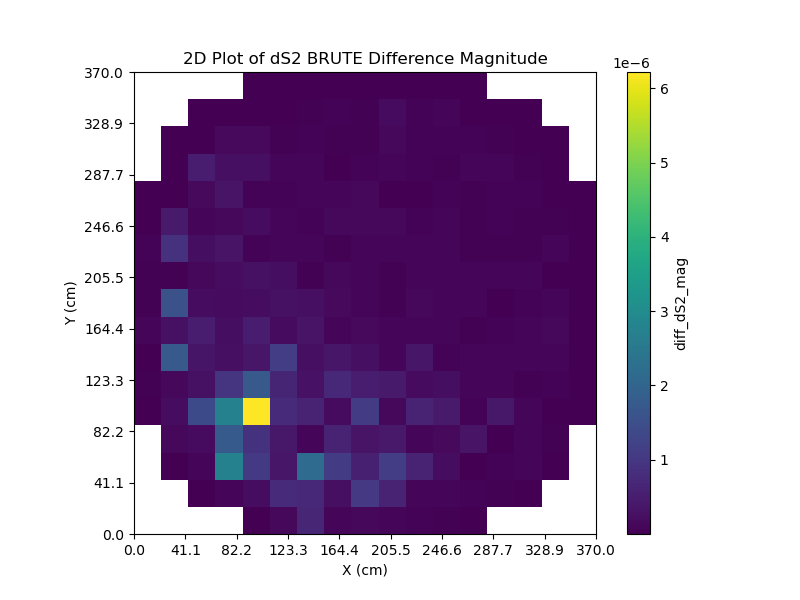 2D Plot of dS2 BRUTE Difference Magnitude
1e−6
370.0
328.9
287.7
246.6
205.5
164.4
123.3
82.2
41.1
0.0
Y (cm)
0.0 41.1 82.2 123.3 164.4 205.5 246.6 287.7 328.9 370.0
X (cm)
6
5
4
3
2
1
diff_dS2_mag